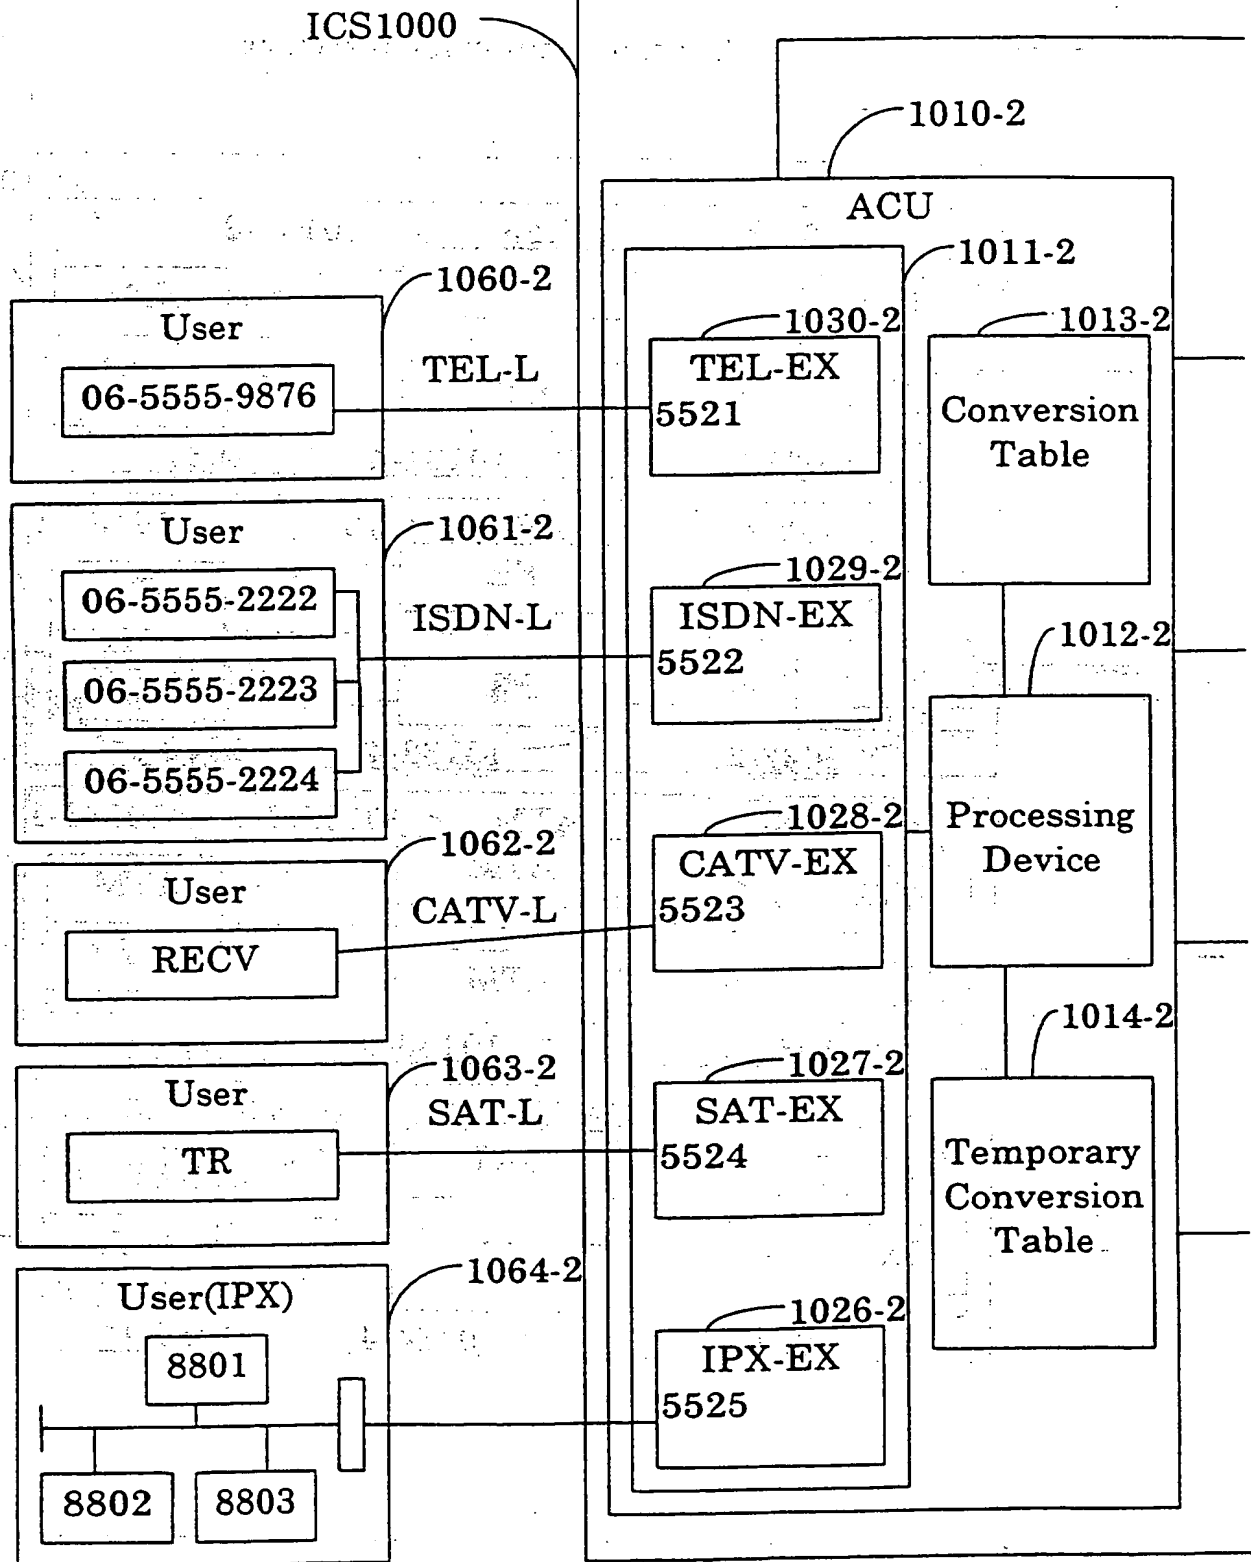 ICS1000
1010-2
ACU
1011-2
1060-2
User
06-5555-9876
TEL-L
1030-2
TEL-EX
5521
1013-2
Conversion
Table
1061-2
User
06-5555-2222
06-5555-2223
06-5555-2224
ISDN-L
1029-2
ISDN-EX
5522
1012-2
Processing
Device
1062-2
User
RECV
CATV-L
1028-2
CATV-EX
5523
1063-2
User
TR
SAT-L
1027-2
SAT-EX
5524
1014-2
Temporary
Conversion
Table
1064-2
User(IPX)
8801
8802
8803
1026-2
IPX-EX
5525